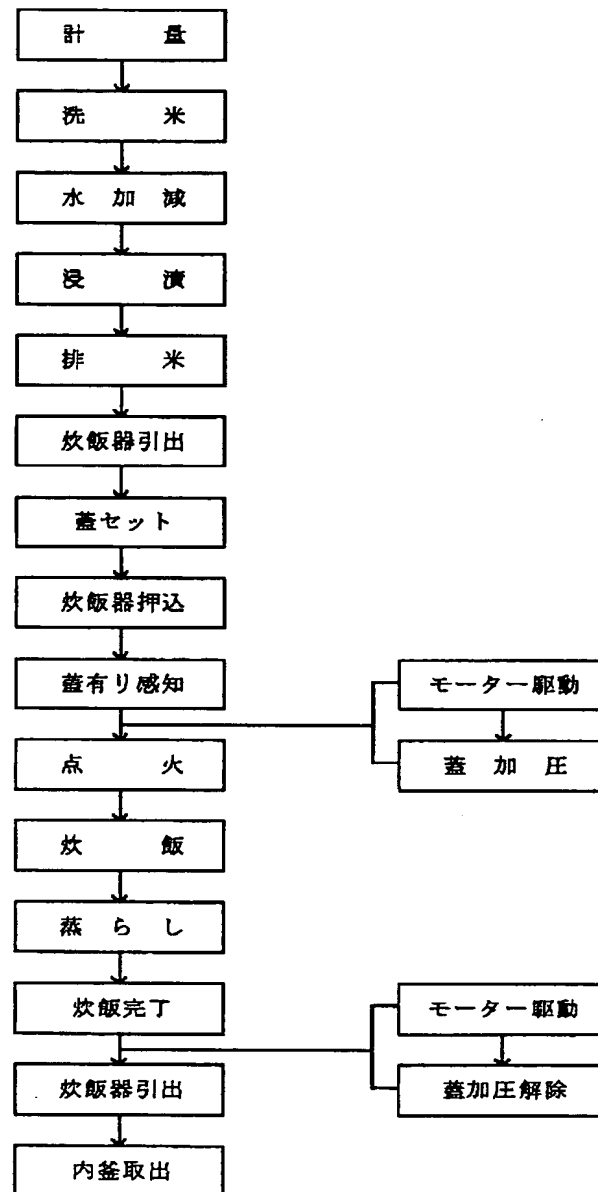 計量
洗米
水加減
浸漬
排米
炊飯器引出
蓋セット
炊飯器押込
蓋有り感知
モーター駆動
点火
蓋加圧
炊飯
蒸らし
炊飯完了
モーター駆動
炊飯器引出
蓋加圧解除
内釜取出